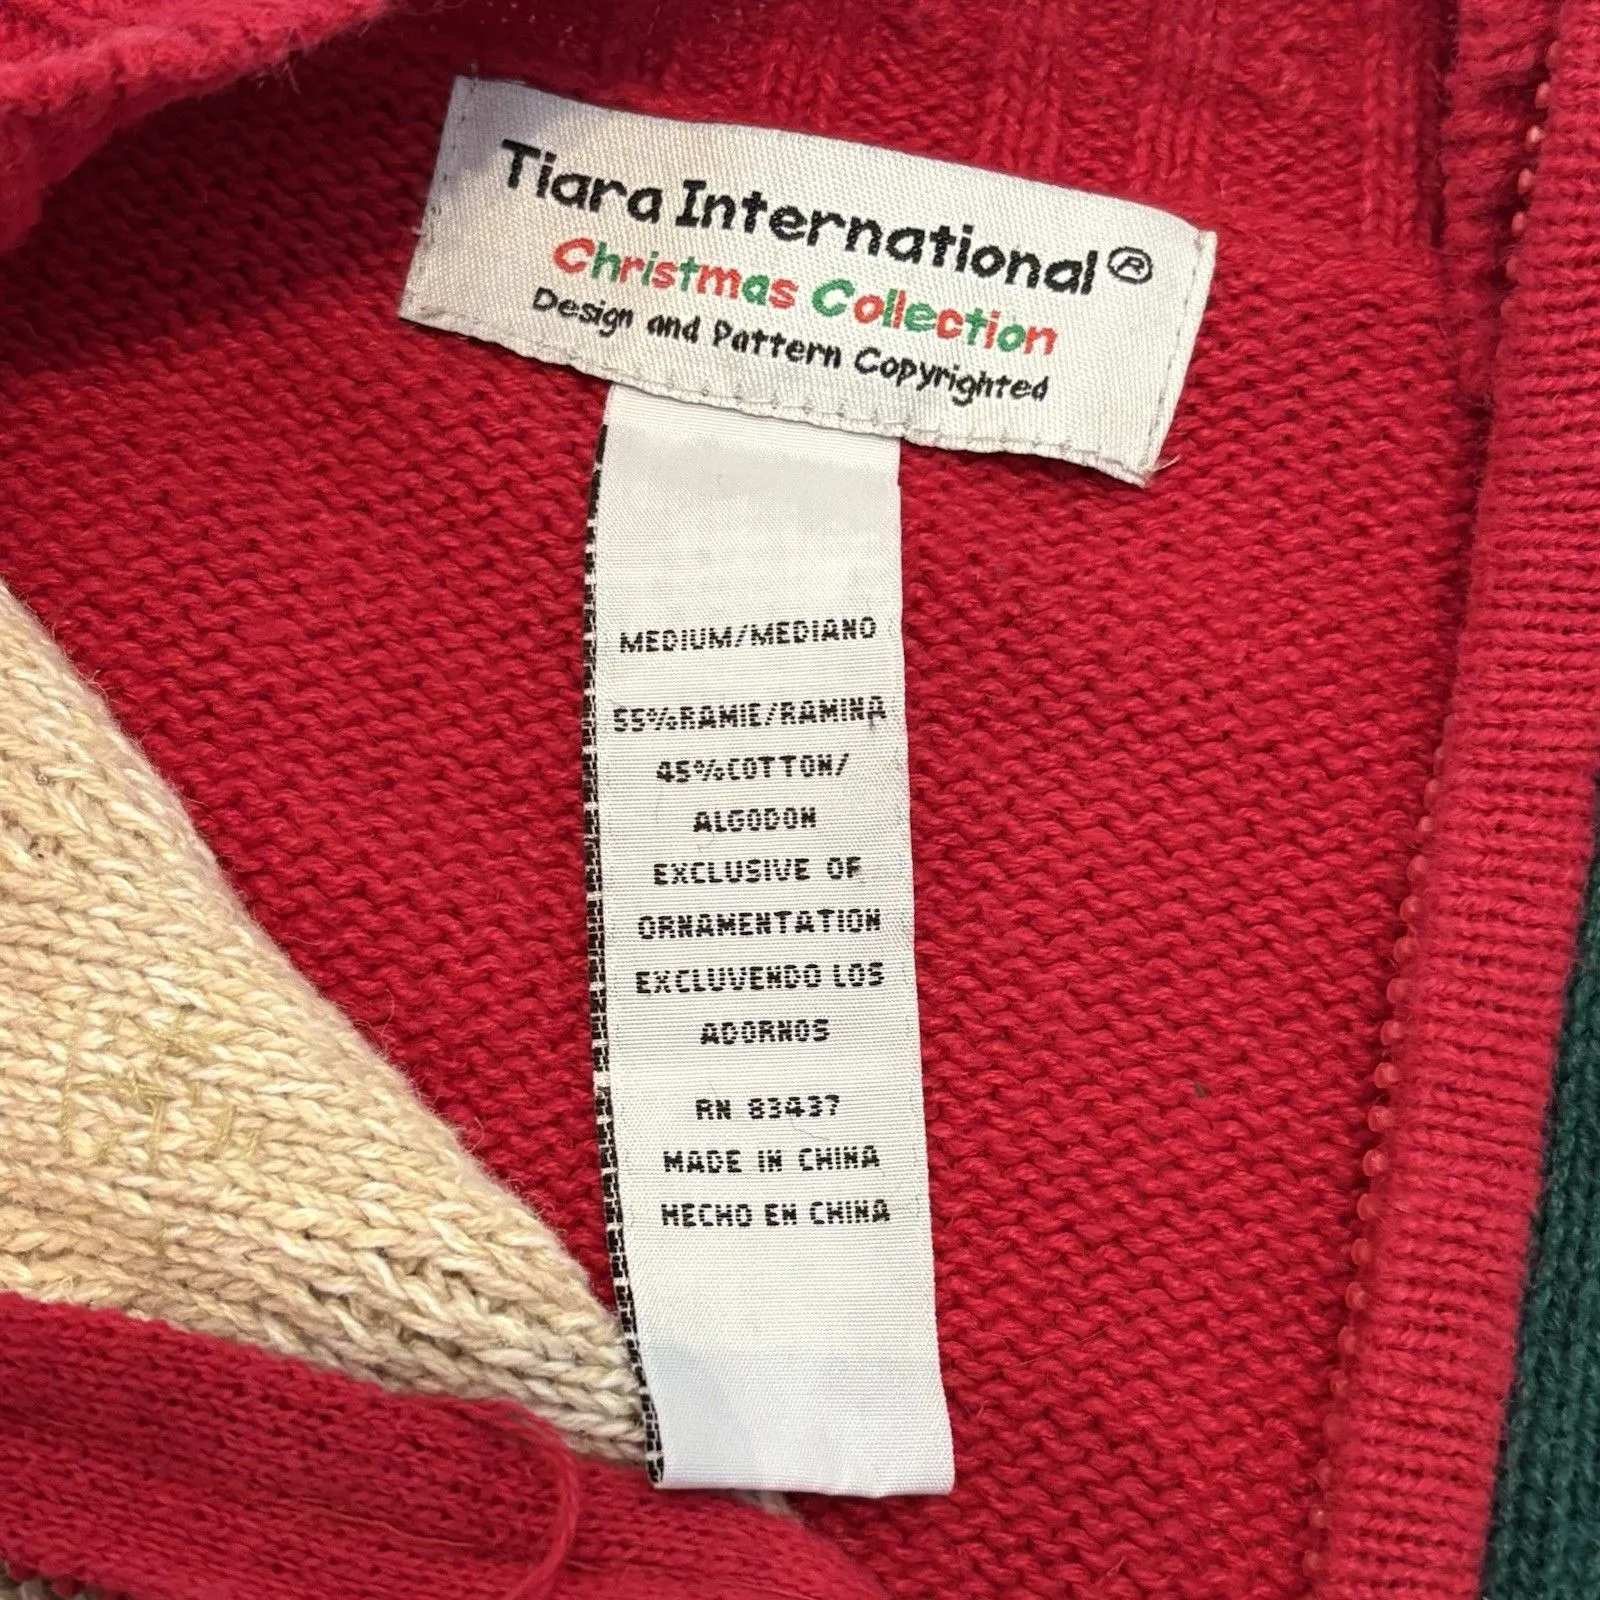 Tiara International®
Christmas Collection
Design and Pattern Copyrighted
MEDIUM/MEDIANO
55%RAMIE/RAMINA
45%COTTON/
ALGODON
EXCLUSIVE OF
ORNAMENTATION
EXCLUVENDO LOS
ADORNOS
RN 83437
MADE IN CHINA
HECHO EN CHINA